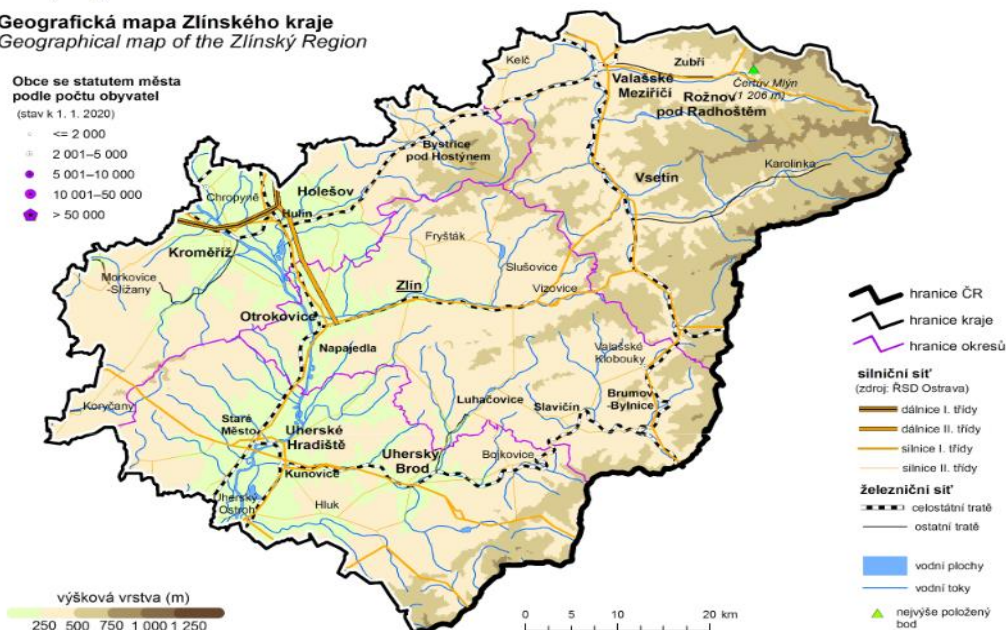 Geografická mapa Zlínského kraje
Geographical map of the Zlínský Region
Obce se statutem města
podle počtu obyvatel
(stav k 1. 1. 2020)
<= 2 000
2 001–5 000
5 001–10 000
10 001–50 000
> 50 000
Kelč
Zubří
Valašské
Meziříčí
Čertův Mlýn
(1 206 m)
Rožnov
pod Radhoštěm
Bystřice
pod Hostýnem
Karolinka
Vsetín
Holešov
Chropyně
Hulín
Fryšták
Kroměříž
Slušovice
Morkovice
-Slížany
Zlín
Vizovice
Otrokovice
Napajedla
Valašské
Klobouky
Koryčany
Luhačovice
Slavičín
Brumov
-Bylnice
Staré
Město
Uherské
Hradiště
Uherský
Brod
Bojkovice
Kunovice
Uherský
Ostroh
Hluk
hranice ČR
hranice kraje
hranice okresů
silniční síť
(zdroj: ŘSD Ostrava)
dálnice I. třídy
dálnice II. třídy
silnice I. třídy
silnice II. třídy
železniční síť
celostátní tratě
ostatní tratě
vodní plochy
vodní toky
nejvýše položený
bod
výšková vrstva (m)
250 500 750 1 000 1 250
0 5 10 20 km